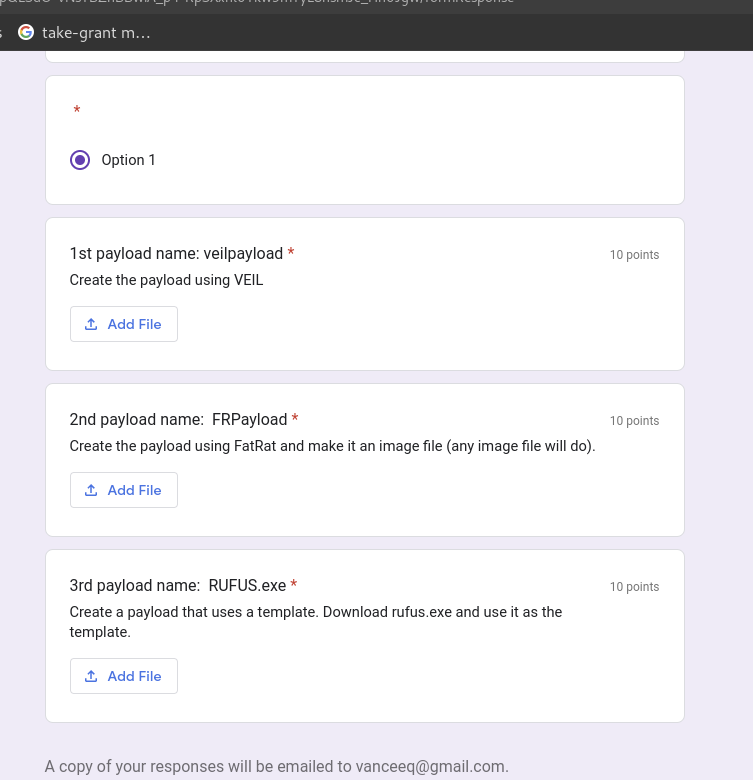 take-grant m...
*
Option 1
1st payload name: veilpayload *
10 points
Create the payload using VEIL
Add File
2nd payload name: FRPayload *
10 points
Create the payload using FatRat and make it an image file (any image file will do).
Add File
3rd payload name: RUFUS.exe *
10 points
Create a payload that uses a template. Download rufus.exe and use it as the
template.
Add File
A copy of your responses will be emailed to vanceeq@gmail.com.